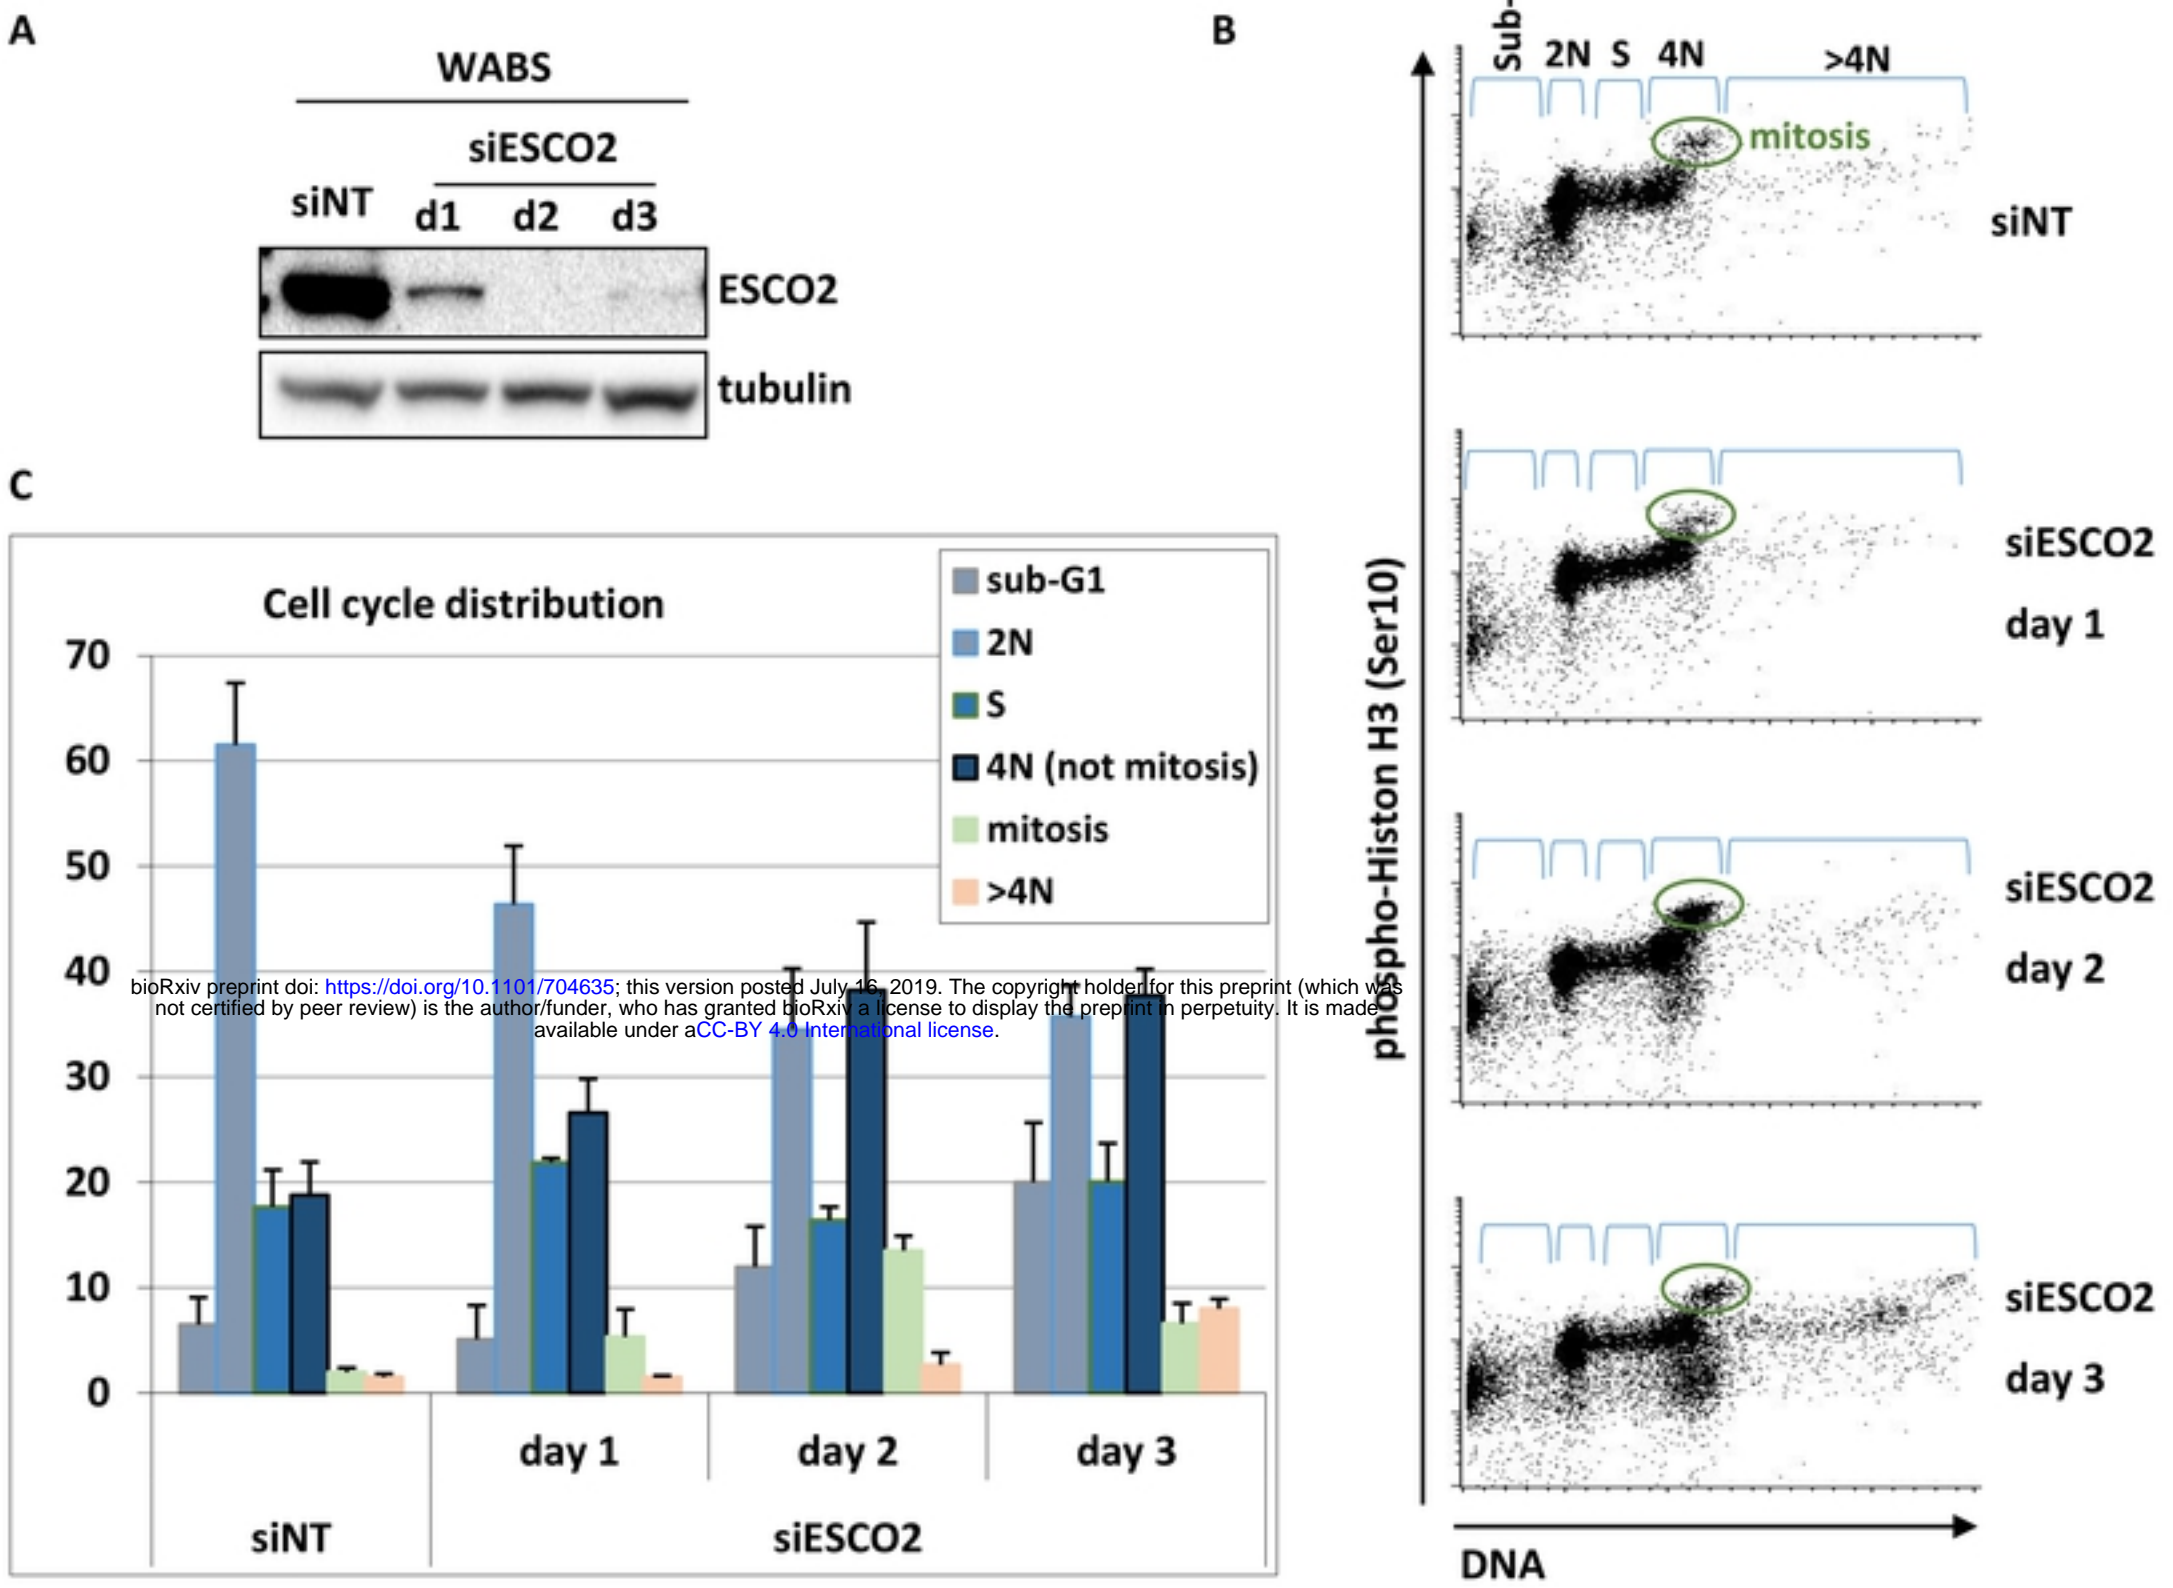 A
WABS
siESCO2
siNT
d1 d2 d3
ESCO2
tubulin
B
Sub-
2N S 4N >4N
mitosis
siNT
siESCO2
day 1
siESCO2
day 2
siESCO2
day 3
phospho-Histon H3 (Ser10)
DNA
C
Cell cycle distribution
sub-G1
2N
S
4N (not mitosis)
mitosis
>4N
70
60
50
40
30
20
10
0
day 1 day 2 day 3
siNT siESCO2
bioRxiv preprint doi: https://doi.org/10.1101/704635; this version posted July 16, 2019. The copyright holder for this preprint (which was
not certified by peer review) is the author/funder, who has granted bioRxiv a license to display the preprint in perpetuity. It is made
available under aCC-BY 4.0 International license.